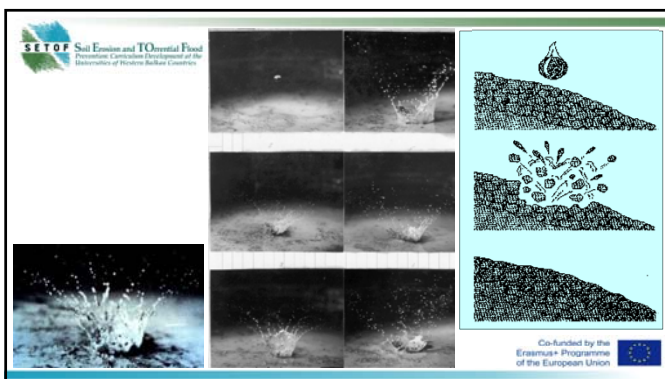 SETOF
Soil Erosion and TOrrential Flood
Prevention: Curriculum Development at the
Universities of Western Balkan Countries
Co-funded by the
Erasmus+ Programme
of the European Union